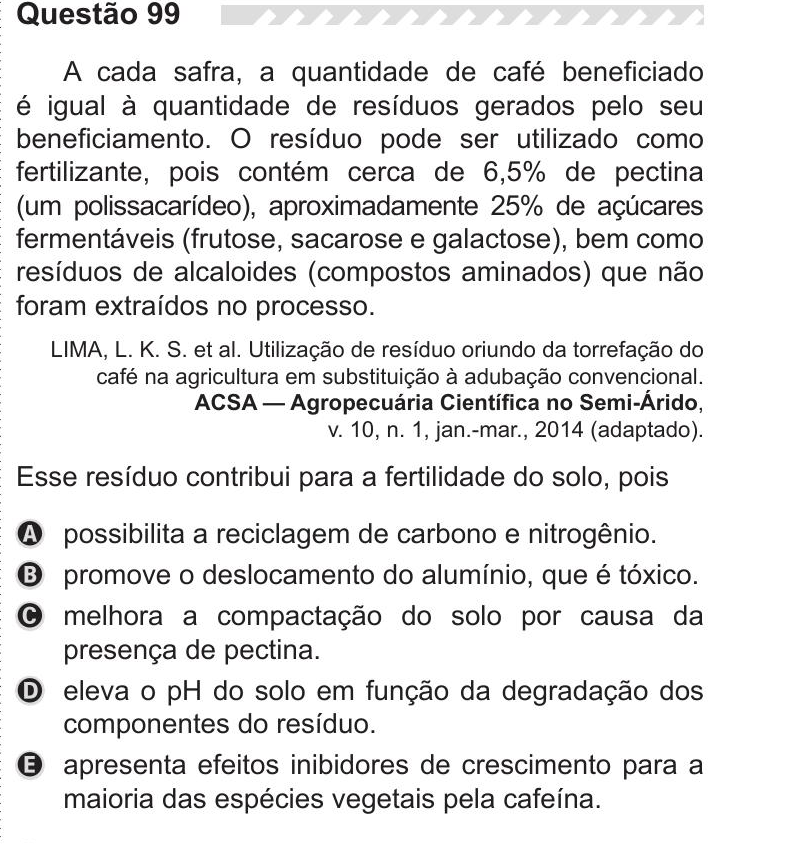 Questão 99
A cada safra, a quantidade de café beneficiado
é igual à quantidade de resíduos gerados pelo seu
beneficiamento. O resíduo pode ser utilizado como
fertilizante, pois contém cerca de 6,5% de pectina
(um polissacarídeo), aproximadamente 25% de açúcares
fermentáveis (frutose, sacarose e galactose), bem como
resíduos de alcaloides (compostos aminados) que não
foram extraídos no processo.
LIMA, L. K. S. et al. Utilização de resíduo oriundo da torrefação do
café na agricultura em substituição à adubação convencional.
ACSA — Agropecuária Científica no Semi-Árido,
v. 10, n. 1, jan.-mar., 2014 (adaptado).
Esse resíduo contribui para a fertilidade do solo, pois
A possibilita a reciclagem de carbono e nitrogênio.
B promove o deslocamento do alumínio, que é tóxico.
C melhora a compactação do solo por causa da
presença de pectina.
D eleva o pH do solo em função da degradação dos
componentes do resíduo.
E apresenta efeitos inibidores de crescimento para a
maioria das espécies vegetais pela cafeína.